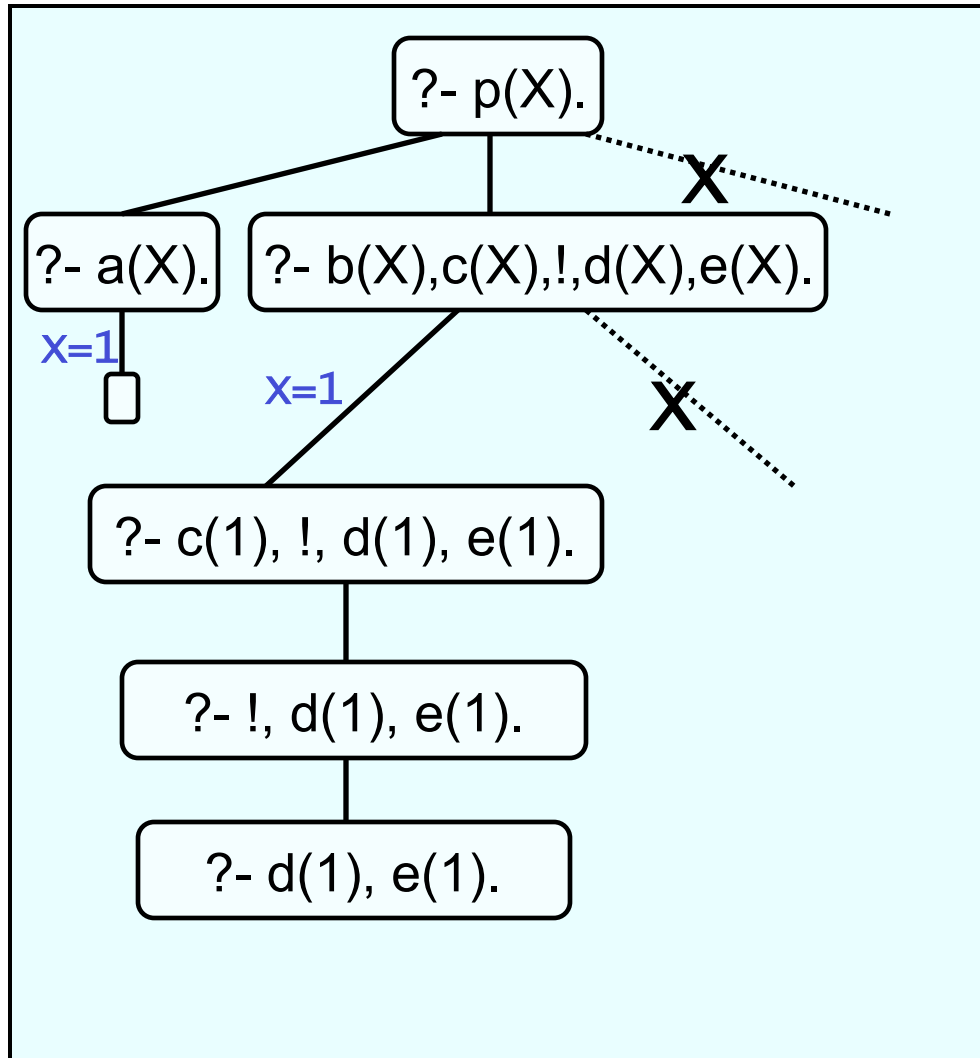 ?- p(X).
X
?- a(X).
?- b(X),c(X),!,d(X),e(X).
X=1
X=1
X
?- c(1), !, d(1), e(1).
?- !, d(1), e(1).
?- d(1), e(1).